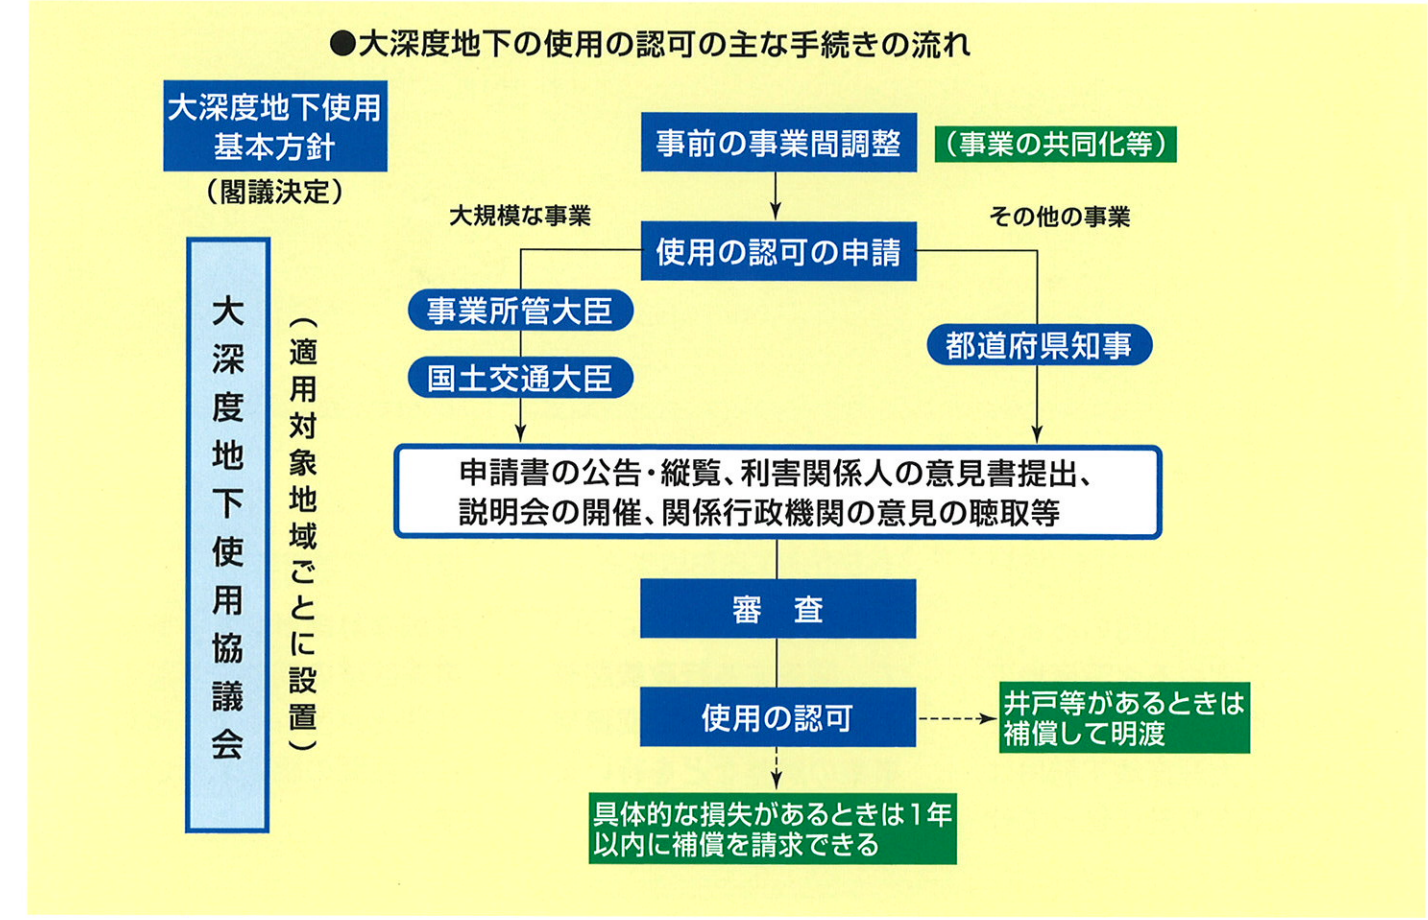 ●大深度地下の使用の認可の主な手続きの流れ
大深度地下使用
基本方針
（閣議決定）
大深度地下使用協議会
（適用対象地域ごとに設置）
事前の事業間調整
（事業の共同化等）
大規模な事業
その他の事業
使用の認可の申請
事業所管大臣
国土交通大臣
都道府県知事
申請書の公告・縦覧、利害関係人の意見書提出、
説明会の開催、関係行政機関の意見の聴取等
審　査
使用の認可
井戸等があるときは
補償して明渡
具体的な損失があるときは1年
以内に補償を請求できる